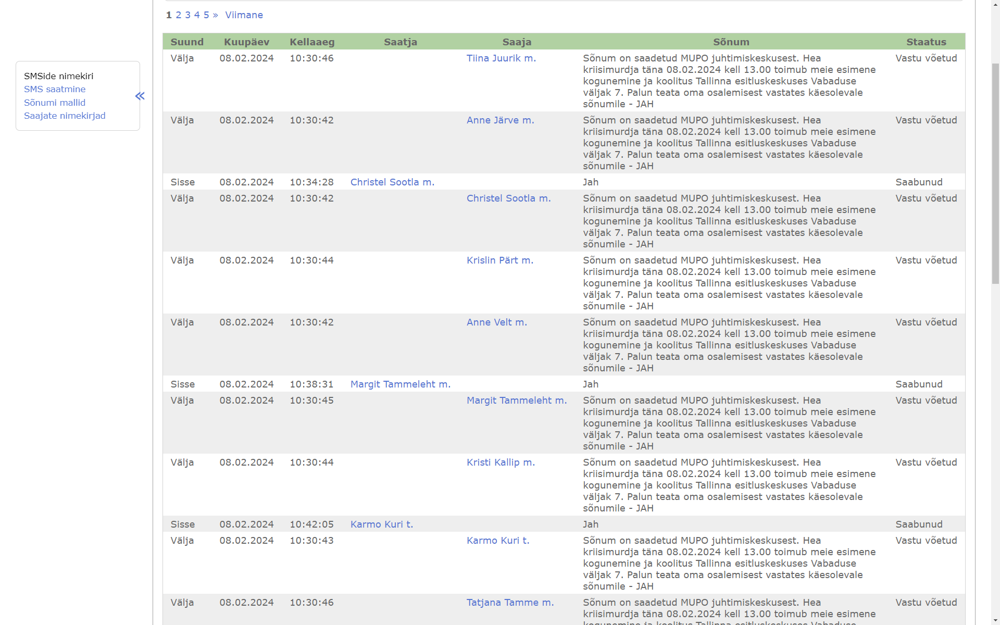 1 2 3 4 5 » Viimane
SMSide nimekiri
SMS saatmine
Sõnumi mallid
Saajate nimekirjad
«
Suund Kuupäev Kellaaeg Saatja Saaja Sõnum Staatus
Välja 08.02.2024 10:30:46 Tiina Juurik m. Sõnum on saadetud MUPO juhtimiskeskusest. Hea Vastu võetud
kriisimurdja täna 08.02.2024 kell 13.00 toimub meie esimene
kogunemine ja koolitus Tallinna esitluskeskuses Vabaduse
väljak 7. Palun teata oma osalemisest vastates käesolevale
sõnumile - JAH
Välja 08.02.2024 10:30:42 Anne Järve m. Sõnum on saadetud MUPO juhtimiskeskusest. Hea Vastu võetud
kriisimurdja täna 08.02.2024 kell 13.00 toimub meie esimene
kogunemine ja koolitus Tallinna esitluskeskuses Vabaduse
väljak 7. Palun teata oma osalemisest vastates käesolevale
sõnumile - JAH
Sisse 08.02.2024 10:34:28 Christel Sootla m. Jah Saabunud
Välja 08.02.2024 10:30:42 Christel Sootla m. Sõnum on saadetud MUPO juhtimiskeskusest. Hea Vastu võetud
kriisimurdja täna 08.02.2024 kell 13.00 toimub meie esimene
kogunemine ja koolitus Tallinna esitluskeskuses Vabaduse
väljak 7. Palun teata oma osalemisest vastates käesolevale
sõnumile - JAH
Välja 08.02.2024 10:30:44 Krislin Pärt m. Sõnum on saadetud MUPO juhtimiskeskusest. Hea Vastu võetud
kriisimurdja täna 08.02.2024 kell 13.00 toimub meie esimene
kogunemine ja koolitus Tallinna esitluskeskuses Vabaduse
väljak 7. Palun teata oma osalemisest vastates käesolevale
sõnumile - JAH
Välja 08.02.2024 10:30:42 Anne Velt m. Sõnum on saadetud MUPO juhtimiskeskusest. Hea Vastu võetud
kriisimurdja täna 08.02.2024 kell 13.00 toimub meie esimene
kogunemine ja koolitus Tallinna esitluskeskuses Vabaduse
väljak 7. Palun teata oma osalemisest vastates käesolevale
sõnumile - JAH
Sisse 08.02.2024 10:38:31 Margit Tammeleht m. Jah Saabunud
Välja 08.02.2024 10:30:45 Margit Tammeleht m. Sõnum on saadetud MUPO juhtimiskeskusest. Hea Vastu võetud
kriisimurdja täna 08.02.2024 kell 13.00 toimub meie esimene
kogunemine ja koolitus Tallinna esitluskeskuses Vabaduse
väljak 7. Palun teata oma osalemisest vastates käesolevale
sõnumile - JAH
Välja 08.02.2024 10:30:44 Kristi Kallip m. Sõnum on saadetud MUPO juhtimiskeskusest. Hea Vastu võetud
kriisimurdja täna 08.02.2024 kell 13.00 toimub meie esimene
kogunemine ja koolitus Tallinna esitluskeskuses Vabaduse
väljak 7. Palun teata oma osalemisest vastates käesolevale
sõnumile - JAH
Sisse 08.02.2024 10:42:05 Karmo Kuri t. Jah Saabunud
Välja 08.02.2024 10:30:43 Karmo Kuri t. Sõnum on saadetud MUPO juhtimiskeskusest. Hea Vastu võetud
kriisimurdja täna 08.02.2024 kell 13.00 toimub meie esimene
kogunemine ja koolitus Tallinna esitluskeskuses Vabaduse
väljak 7. Palun teata oma osalemisest vastates käesolevale
sõnumile - JAH
Välja 08.02.2024 10:30:46 Tatjana Tamme m. Sõnum on saadetud MUPO juhtimiskeskusest. Hea Vastu võetud
kriisimurdja täna 08.02.2024 kell 13.00 toimub meie esimene